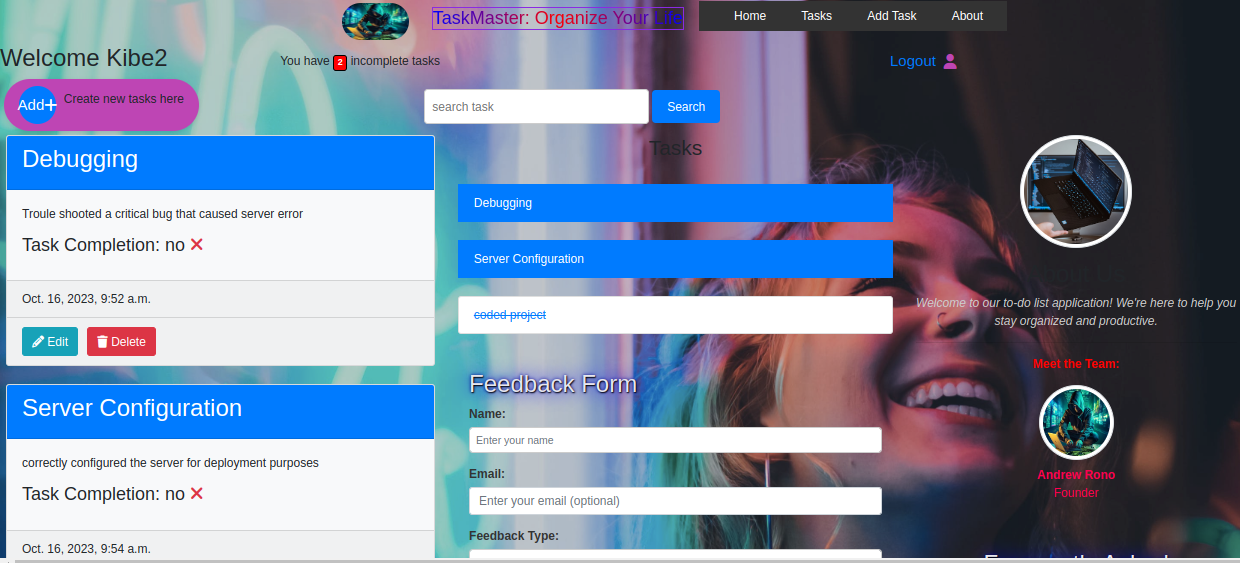 TaskMaster: Organize Your Life
Home Tasks Add Task About
Welcome Kibe2
You have 2 incomplete tasks
Logout
Add+ Create new tasks here
search task Search
Debugging
Troule shooted a critical bug that caused server error
Task Completion: no
Oct. 16, 2023, 9:52 a.m.
Edit Delete
Server Configuration
correctly configured the server for deployment purposes
Task Completion: no
Oct. 16, 2023, 9:54 a.m.
Tasks
Debugging
Server Configuration
coded project
Feedback Form
Name:
Enter your name
Email:
Enter your email (optional)
Feedback Type:
Welcome to our to-do list application! We're here to help you
stay organized and productive.
Meet the Team:
Andrew Rono
Founder